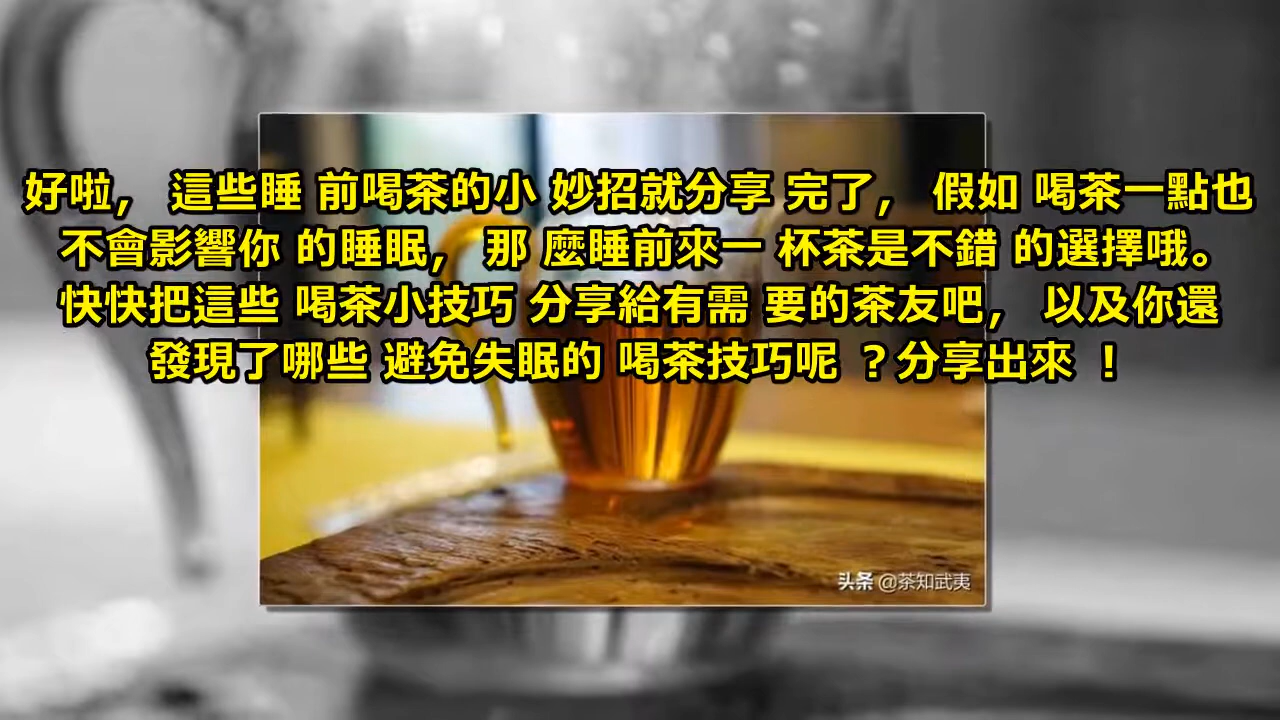 好啦， 這些睡 前喝茶的小 妙招就分享 完了， 假如 喝茶一點也
不會影響你 的睡眠， 那 麼睡前來一 杯茶是不錯 的選擇哦。
快快把這些 喝茶小技巧 分享給有需 要的茶友吧， 以及你還
發現了哪些 避免失眠的 喝茶技巧呢 ？分享出來 ！
头条 @茶知武夷